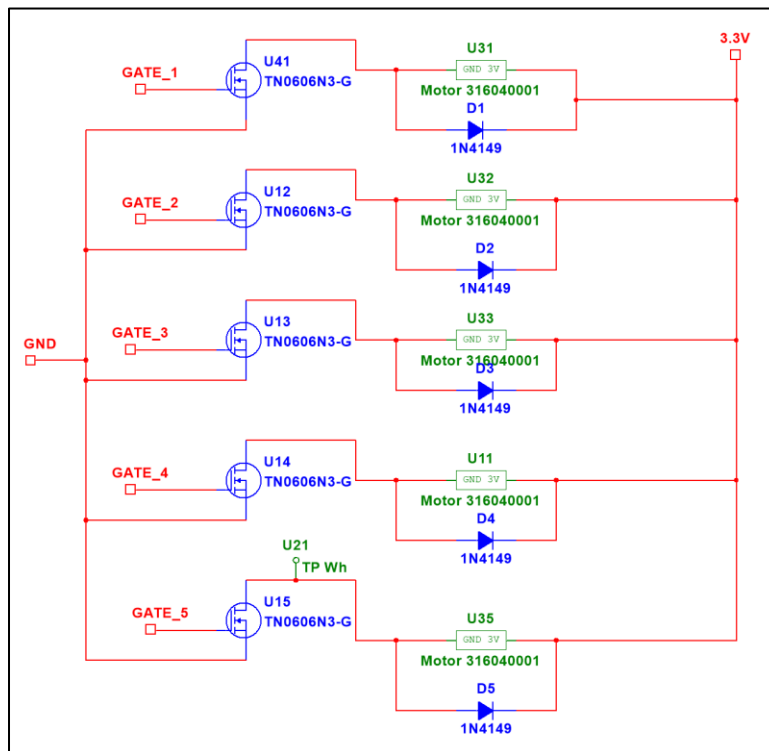 3.3V
U31
U41
GND 3V
GATE_1
TN0606N3-G
Motor 316040001
D1
1N4149
U32
U12
GND 3V
GATE_2
TN0606N3-G
Motor 316040001
D2
1N4149
U33
U13
GATE_3
GND 3V
TN0606N3-G
GND
Motor 316040001
D3
1N4149
U11
U14
GATE_4
GND 3V
TN0606N3-G
Motor 316040001
D4
U21
1N4149
TP Wh
U15
GATE_5
U35
TN0606N3-G
GND 3V
Motor 316040001
D5
1N4149